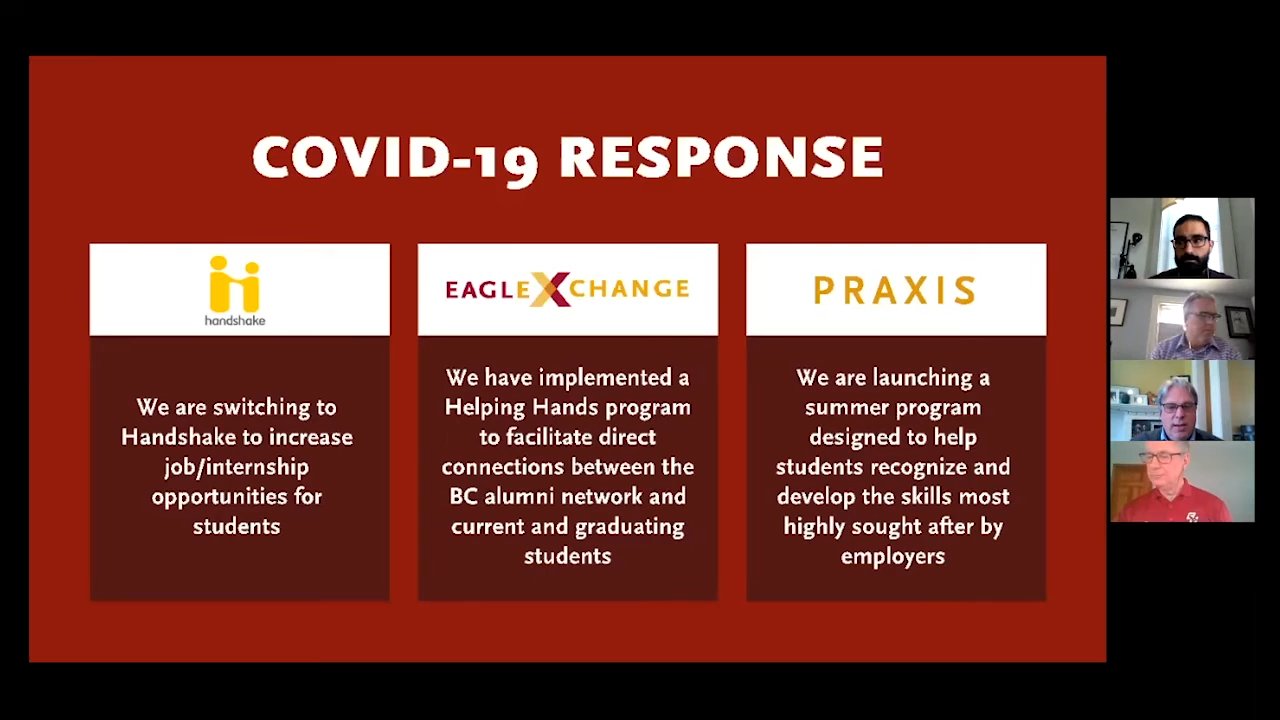 COVID-19 RESPONSE
handshake
We are switching to
Handshake to increase
job/internship
opportunities for
students
EAGLEXCHANGE
We have implemented a
Helping Hands program
to facilitate direct
connections between the
BC alumni network and
current and graduating
students
PRAXIS
We are launching a
summer program
designed to help
students recognize and
develop the skills most
highly sought after by
employers